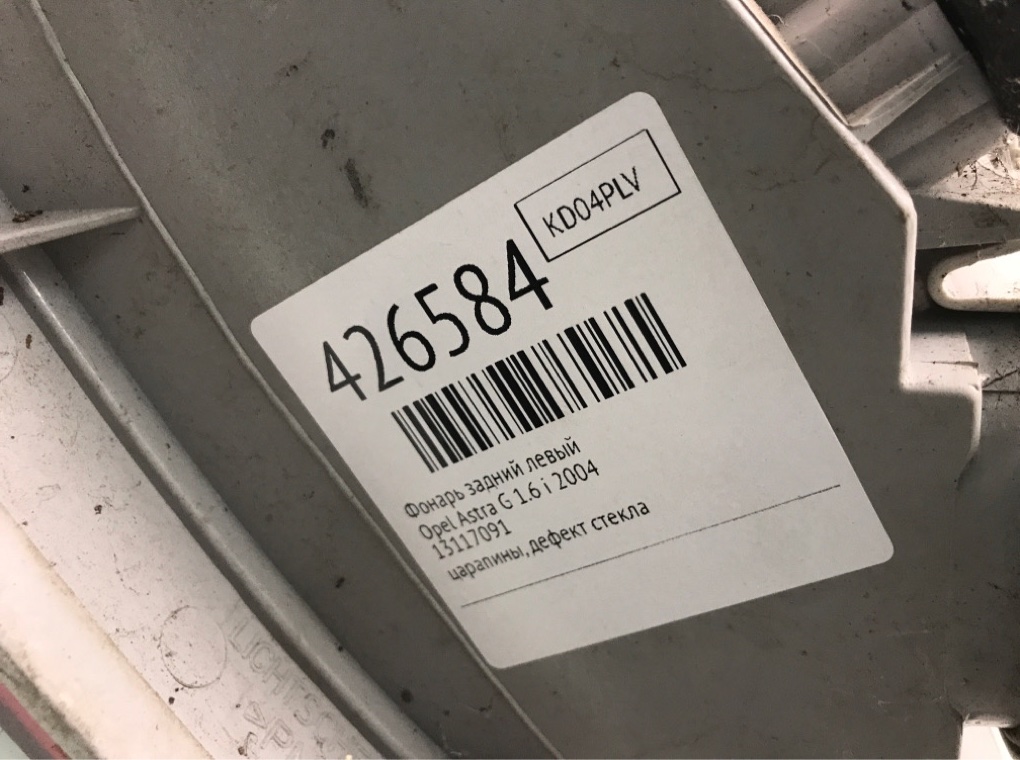 KD04PLV
426584
Фонарь задний левый
Opel Astra G 1.6 i 2004
13117091
царапины, дефект стекла